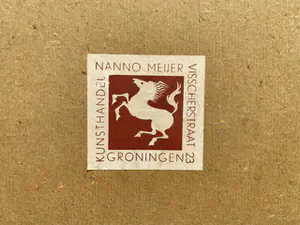 KUNSTHANDEL
NANNO MEIJER
VISSCHERSTRAAT 23
GRONINGEN